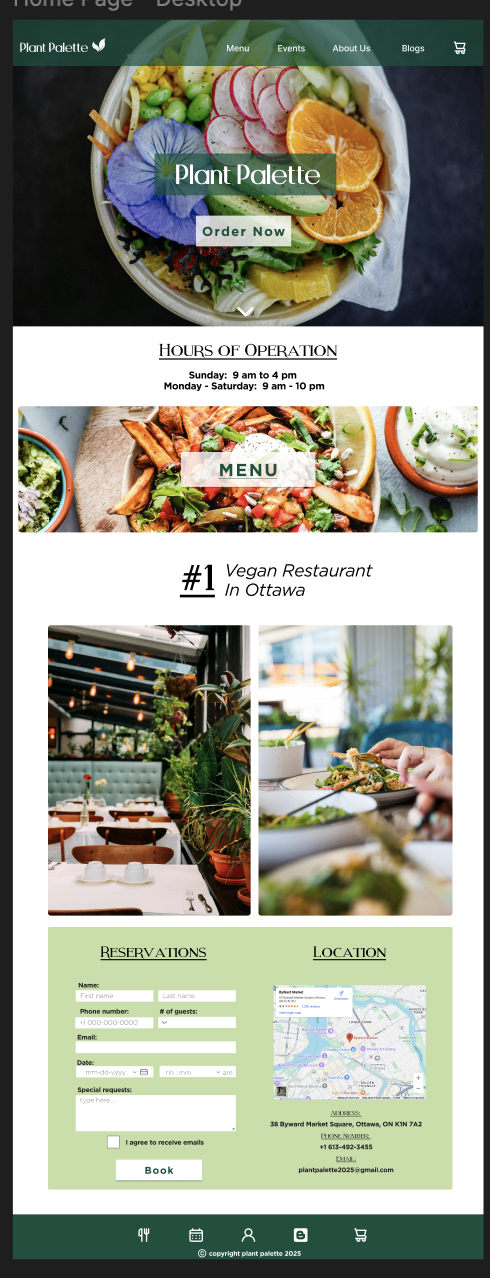 Home Page - Desktop
Plant Palette
Menu
Events
About Us
Blogs
Plant Palette
Order Now
Hours of Operation
Sunday: 9 am to 4 pm
Monday - Saturday: 9 am - 10 pm
MENU
#1 Vegan Restaurant
In Ottawa
Reservations
Name:
First name
Last name
Phone number:
# of guests:
+1 000-000-0000
Email:
Date:
mm-dd-yyyy
am
Special requests:
type here...
I agree to receive emails
Book
Location
ByWard Market
Address:
38 Byward Market Square, Ottawa, ON K1N 7A2
Phone Number:
+1 613-492-3455
Email:
plantpalette2025@gmail.com
© copyright plant palette 2025